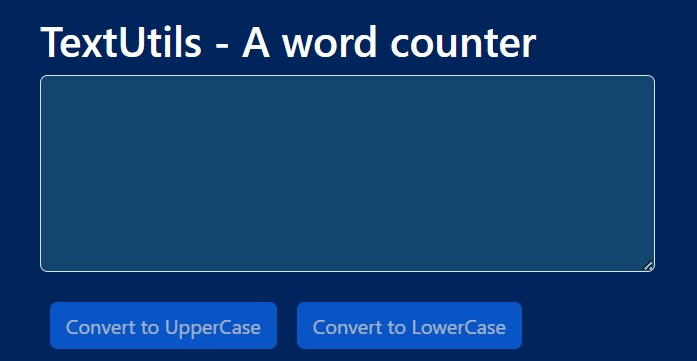 TextUtils - A word counter
Convert to UpperCase
Convert to LowerCase